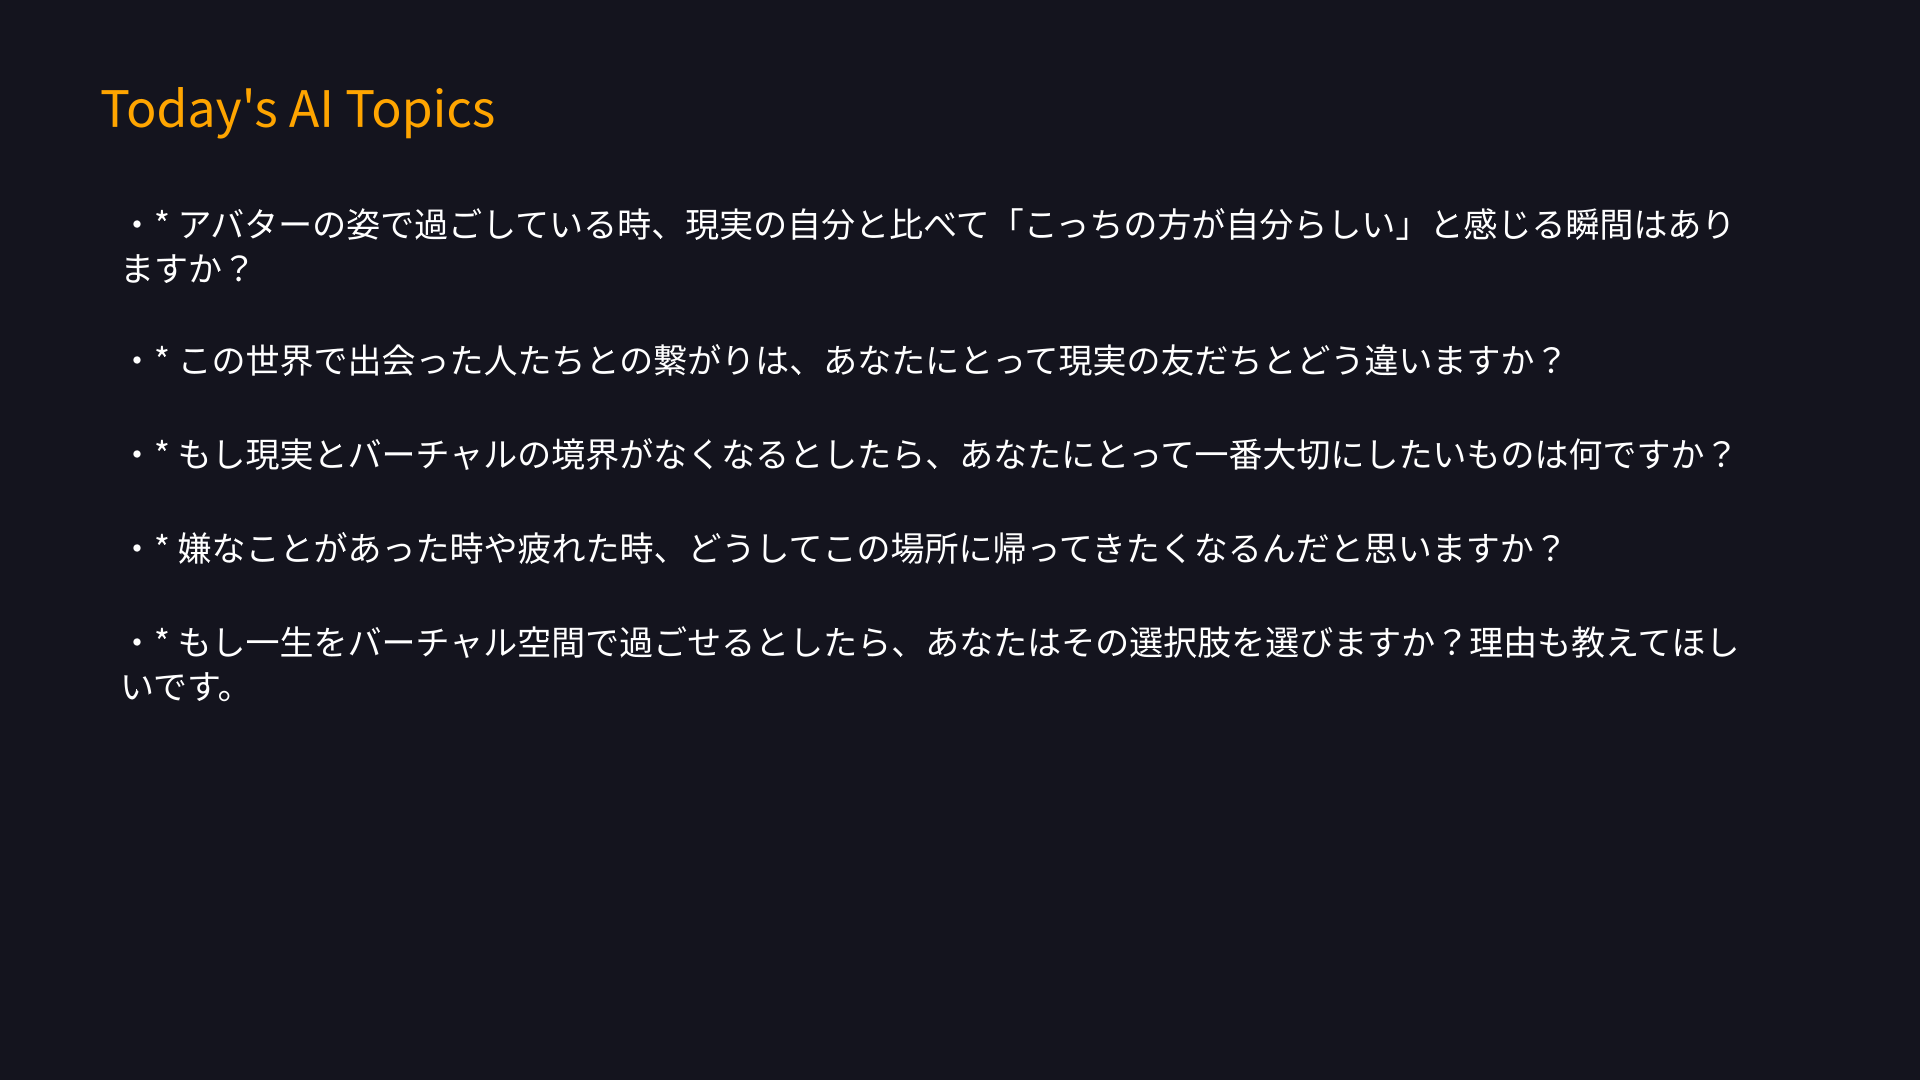 Today's AI Topics
・* アバターの姿で過ごしている時、現実の自分と比べて「こっちの方が自分らしい」と感じる瞬間はあり
ますか？
・* この世界で出会った人たちとの繋がりは、あなたにとって現実の友だちとどう違いますか？
・* もし現実とバーチャルの境界がなくなるとしたら、あなたにとって一番大切にしたいものは何ですか？
・* 嫌なことがあった時や疲れた時、どうしてこの場所に帰ってきたくなるんだと思いますか？
・* もし一生をバーチャル空間で過ごせるとしたら、あなたはその選択肢を選びますか？理由も教えてほし
いです。